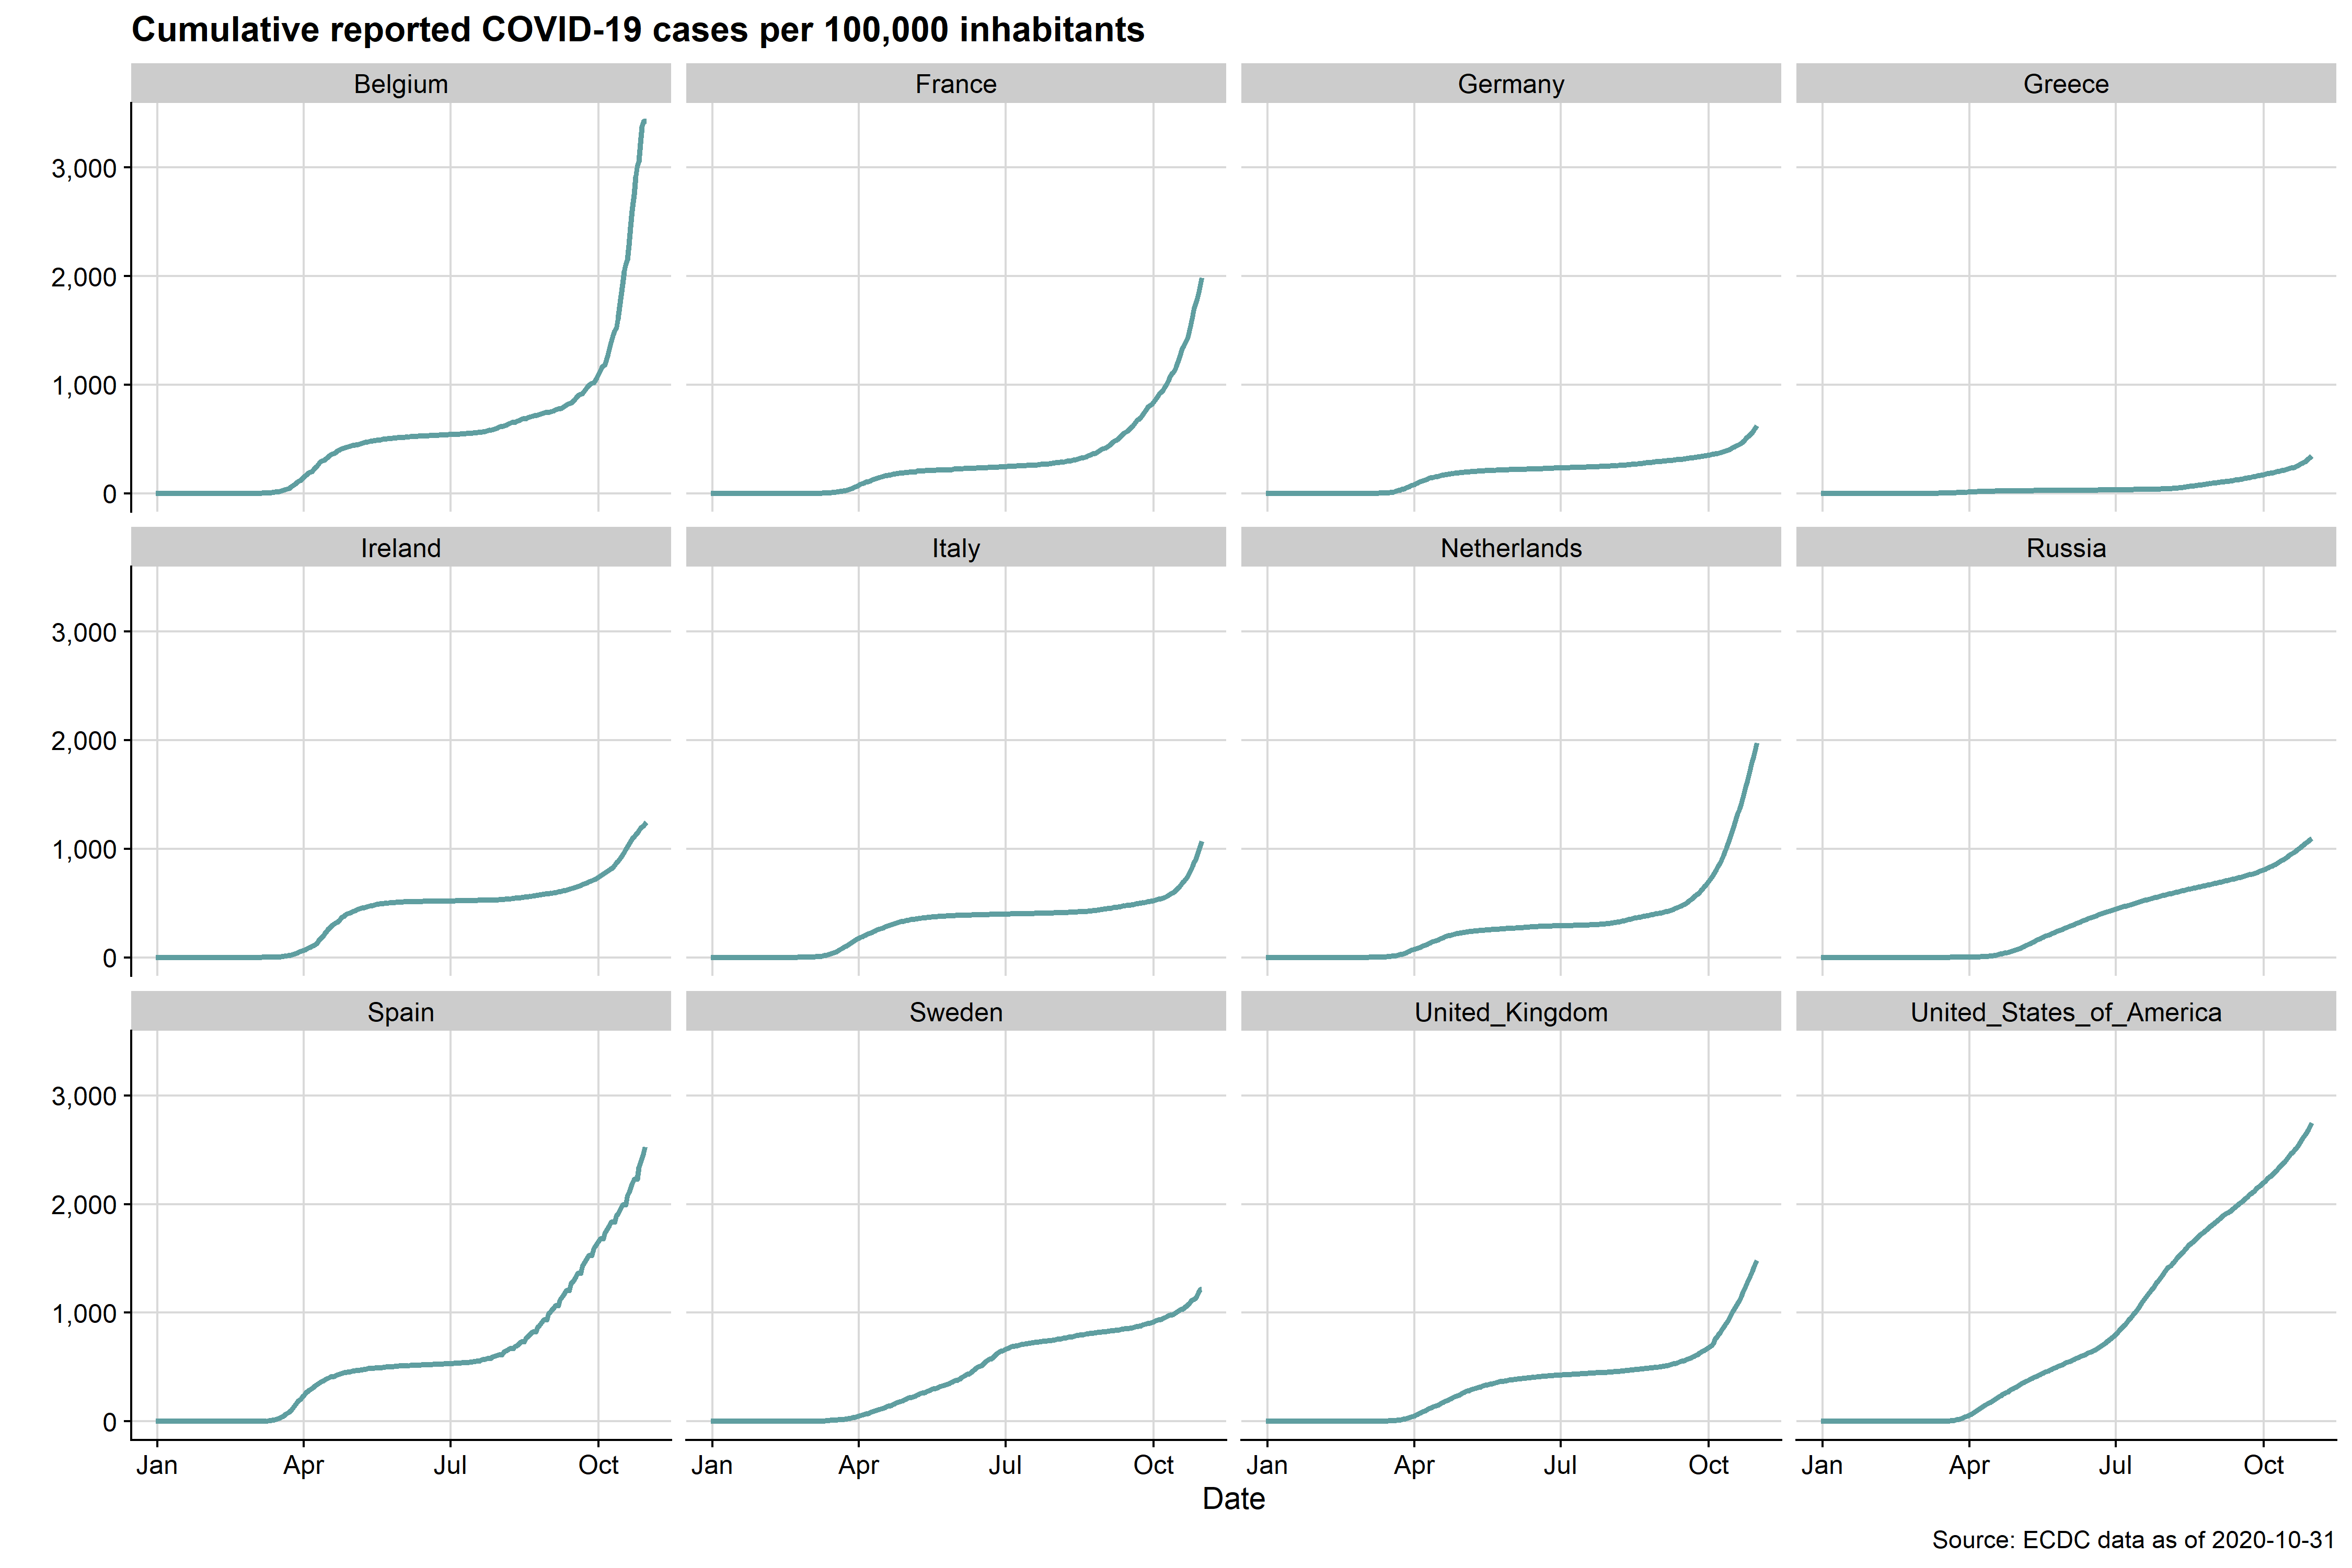 Cumulative reported COVID-19 cases per 100,000 inhabitants
Belgium France Germany Greece
3,000
2,000
1,000
0
Ireland Italy Netherlands Russia
3,000
2,000
1,000
0
Spain Sweden United_Kingdom United_States_of_America
3,000
2,000
1,000
0
Jan Apr Jul Oct Jan Apr Jul Oct Jan Apr Jul Oct Jan Apr Jul Oct
Date
Source: ECDC data as of 2020-10-31